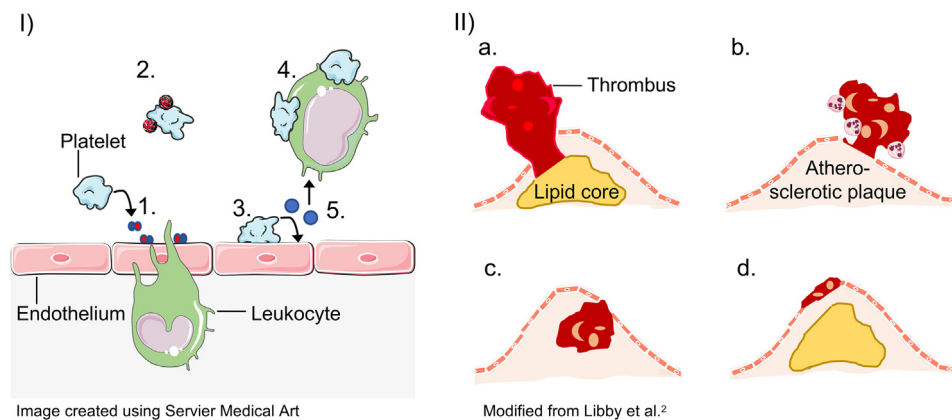 I)
II)
a.
b.
2.
4.
Thrombus
Platelet
Athero-
sclerotic plaque
Lipid core
1.
3.
5.
c.
d.
Endothelium
Leukocyte
Image created using Servier Medical Art
Modified from Libby et al.²